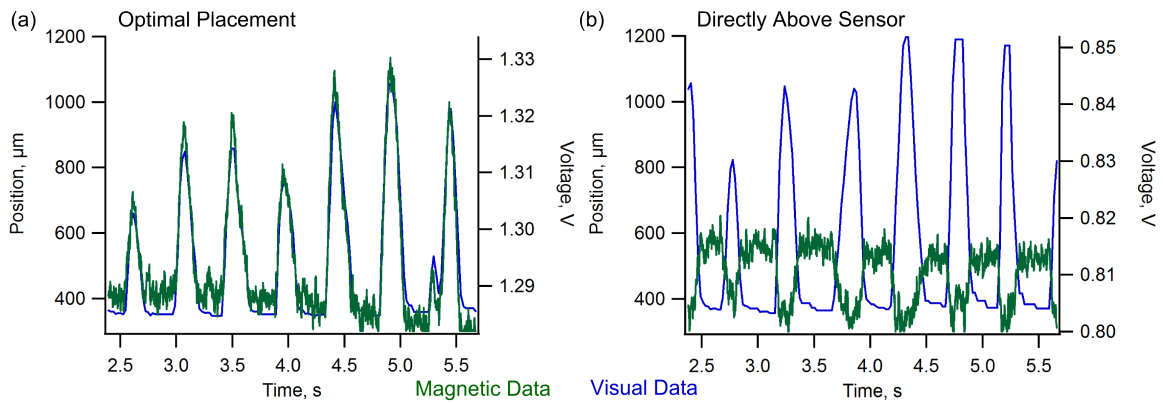 (a) Optimal Placement
1200
1000
800
600
400
Position, µm
1.33
1.32
1.31
1.30
1.29
Voltage, V
2.5 3.0 3.5 4.0 4.5 5.0 5.5
Time, s
(b) Directly Above Sensor
1200
1000
800
600
400
Position, µm
0.85
0.84
0.83
0.82
0.81
0.80
Voltage, V
2.5 3.0 3.5 4.0 4.5 5.0 5.5
Time, s
Magnetic Data Visual Data